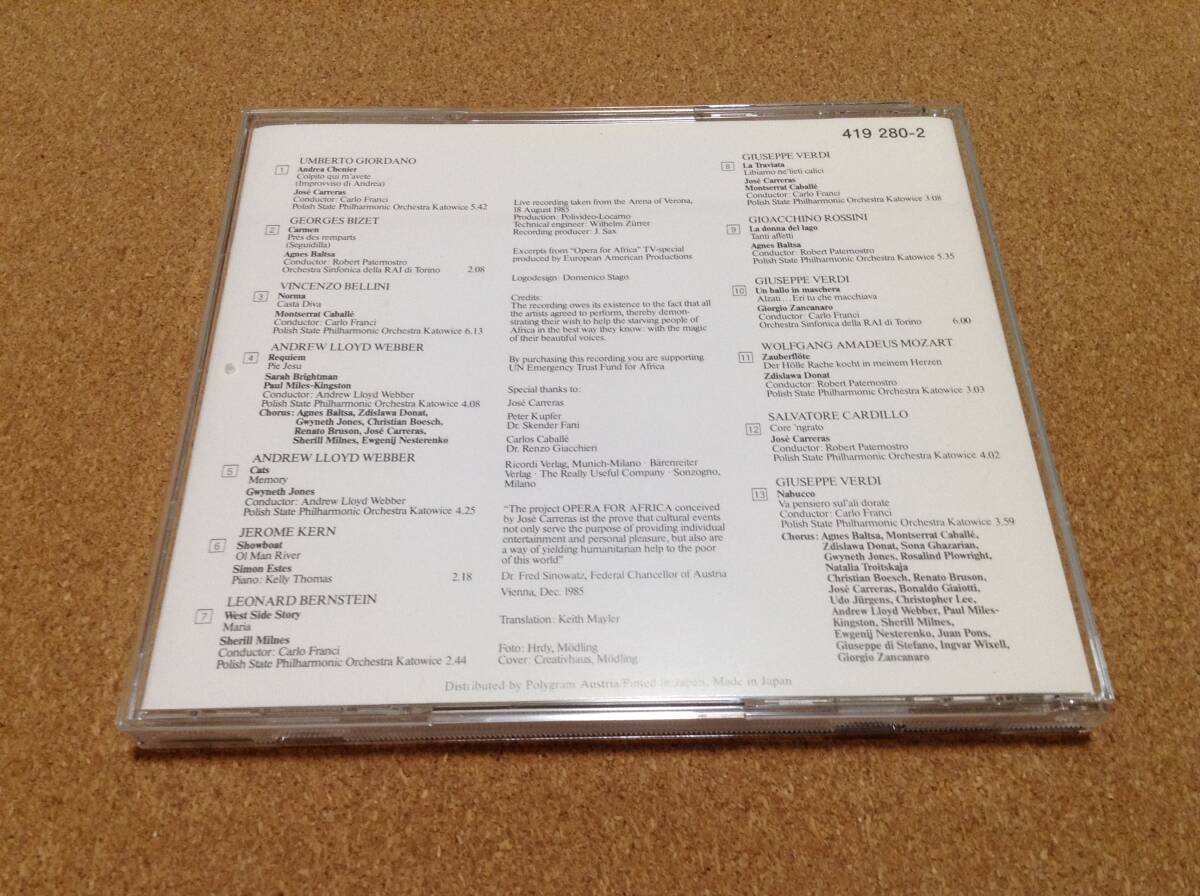 419 280-2
1
UMBERTO GIORDANO
Andrea Chenier
Colpito qui m'avete
(Improvviso di Andrea)
José Carreras
Conductor: Carlo Franci
Polish State Philharmonic Orchestra Katowice 5.42
2
GEORGES BIZET
Carmen
Près des remparts
(Seguidilla)
Agnes Baltsa
Conductor: Robert Paternostro
Orchestra Sinfonica della RAI di Torino 2.08
3
VINCENZO BELLINI
Norma
Casta Diva
Montserrat Caballé
Conductor: Carlo Franci
Polish State Philharmonic Orchestra Katowice 6.13
4
ANDREW LLOYD WEBBER
Requiem
Pie Jesu
Sarah Brightman
Paul Miles-Kingston
Conductor: Andrew Lloyd Webber
Polish State Philharmonic Orchestra Katowice 4.08
Chorus: Agnes Baltsa, Zdislawa Donat,
Gwyneth Jones, Christian Boesch,
Renato Bruson, José Carreras,
Sherill Milnes, Ewgenij Nesterenko
5
ANDREW LLOYD WEBBER
Cats
Memory
Gwyneth Jones
Conductor: Andrew Lloyd Webber
Polish State Philharmonic Orchestra Katowice 4.25
6
JEROME KERN
Showboat
Ol Man River
Simon Estes
Piano: Kelly Thomas 2.18
7
LEONARD BERNSTEIN
West Side Story
Maria
Sherill Milnes
Conductor: Carlo Franci
Polish State Philharmonic Orchestra Katowice 2.44
Live recording taken from the Arena of Verona,
18 August 1985
Production: Polivideo-Locarno
Technical engineer: Wilhelm Zürrer
Recording producer: J. Sax
Excerpts from "Opera for Africa" TV-special
produced by European American Productions
Logodesign: Domenico Stago
Credits:
The recording owes its existence to the fact that all
the artists agreed to perform, thereby demon-
strating their wish to help the starving people of
Africa in the best way they know: with the magic
of their beautiful voices.
By purchasing this recording you are supporting
UN Emergency Trust Fund for Africa
Special thanks to:
José Carreras
Peter Kupfer
Dr. Skender Fani
Carlos Caballé
Dr. Renzo Giacchieri
Ricordi Verlag, Munich-Milano · Bärenreiter
Verlag · The Really Useful Company · Sonzogno,
Milano
"The project OPERA FOR AFRICA conceived
by José Carreras ist the prove that cultural events
not only serve the purpose of providing individual
entertainment and personal pleasure, but also are
a way of yielding humanitarian help to the poor
of this world"
Dr. Fred Sinowatz, Federal Chancellor of Austria
Vienna, Dec. 1985
Translation: Keith Mayler
Foto: Hrdy, Mödling
Cover: Creativhaus, Mödling
8
GIUSEPPE VERDI
La Traviata
Libiamo ne'lieti calici
José Carreras
Montserrat Caballé
Conductor: Carlo Franci
Polish State Philharmonic Orchestra Katowice 3.08
9
GIOACCHINO ROSSINI
La donna del lago
Tanti affetti
Agnes Baltsa
Conductor: Robert Paternostro
Polish State Philharmonic Orchestra Katowice 5.35
10
GIUSEPPE VERDI
Un ballo in maschera
Alzati...Eri tu che macchiava
Giorgio Zancanaro
Conductor: Carlo Franci
Orchestra Sinfonica della RAI di Torino 6.00
11
WOLFGANG AMADEUS MOZART
Zauberflöte
Der Hölle Rache kocht in meinem Herzen
Zdislawa Donat
Conductor: Robert Paternostro
Polish State Philharmonic Orchestra Katowice 3.03
12
SALVATORE CARDILLO
Core 'ngrato
José Carreras
Conductor: Robert Paternostro
Polish State Philharmonic Orchestra Katowice 4.02
13
GIUSEPPE VERDI
Nabucco
Va pensiero sul'ali dorate
Conductor: Carlo Franci
Polish State Philharmonic Orchestra Katowice 3.59
Chorus: Agnes Baltsa, Montserrat Caballé,
Zdislawa Donat, Sona Ghazarian,
Gwyneth Jones, Rosalind Plowright,
Natalia Troitskaja
Christian Boesch, Renato Bruson,
José Carreras, Bonaldo Giaiotti,
Udo Jürgens, Christopher Lee,
Andrew Lloyd Webber, Paul Miles-
Kingston, Sherill Milnes,
Ewgenij Nesterenko, Juan Pons,
Giuseppe di Stefano, Ingvar Wixell,
Giorgio Zancanaro
Distributed by Polygram Austria/Pinted in Japan, Made in Japan